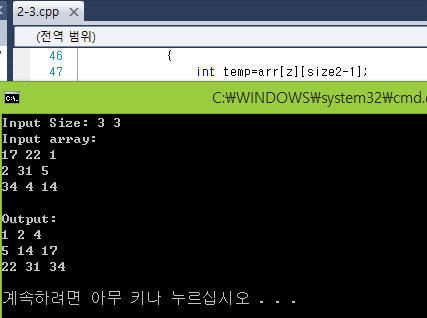 2-3.cpp
(전역 범위)
46 {
47 int temp=arr[z][size2-1];
C:\WINDOWS\system32\cmd.e
Input Size: 3 3
Input array:
17 22 1
2 31 5
34 4 14
Output:
1 2 4
5 14 17
22 31 34
계속하려면 아무 키나 누르십시오 . . .